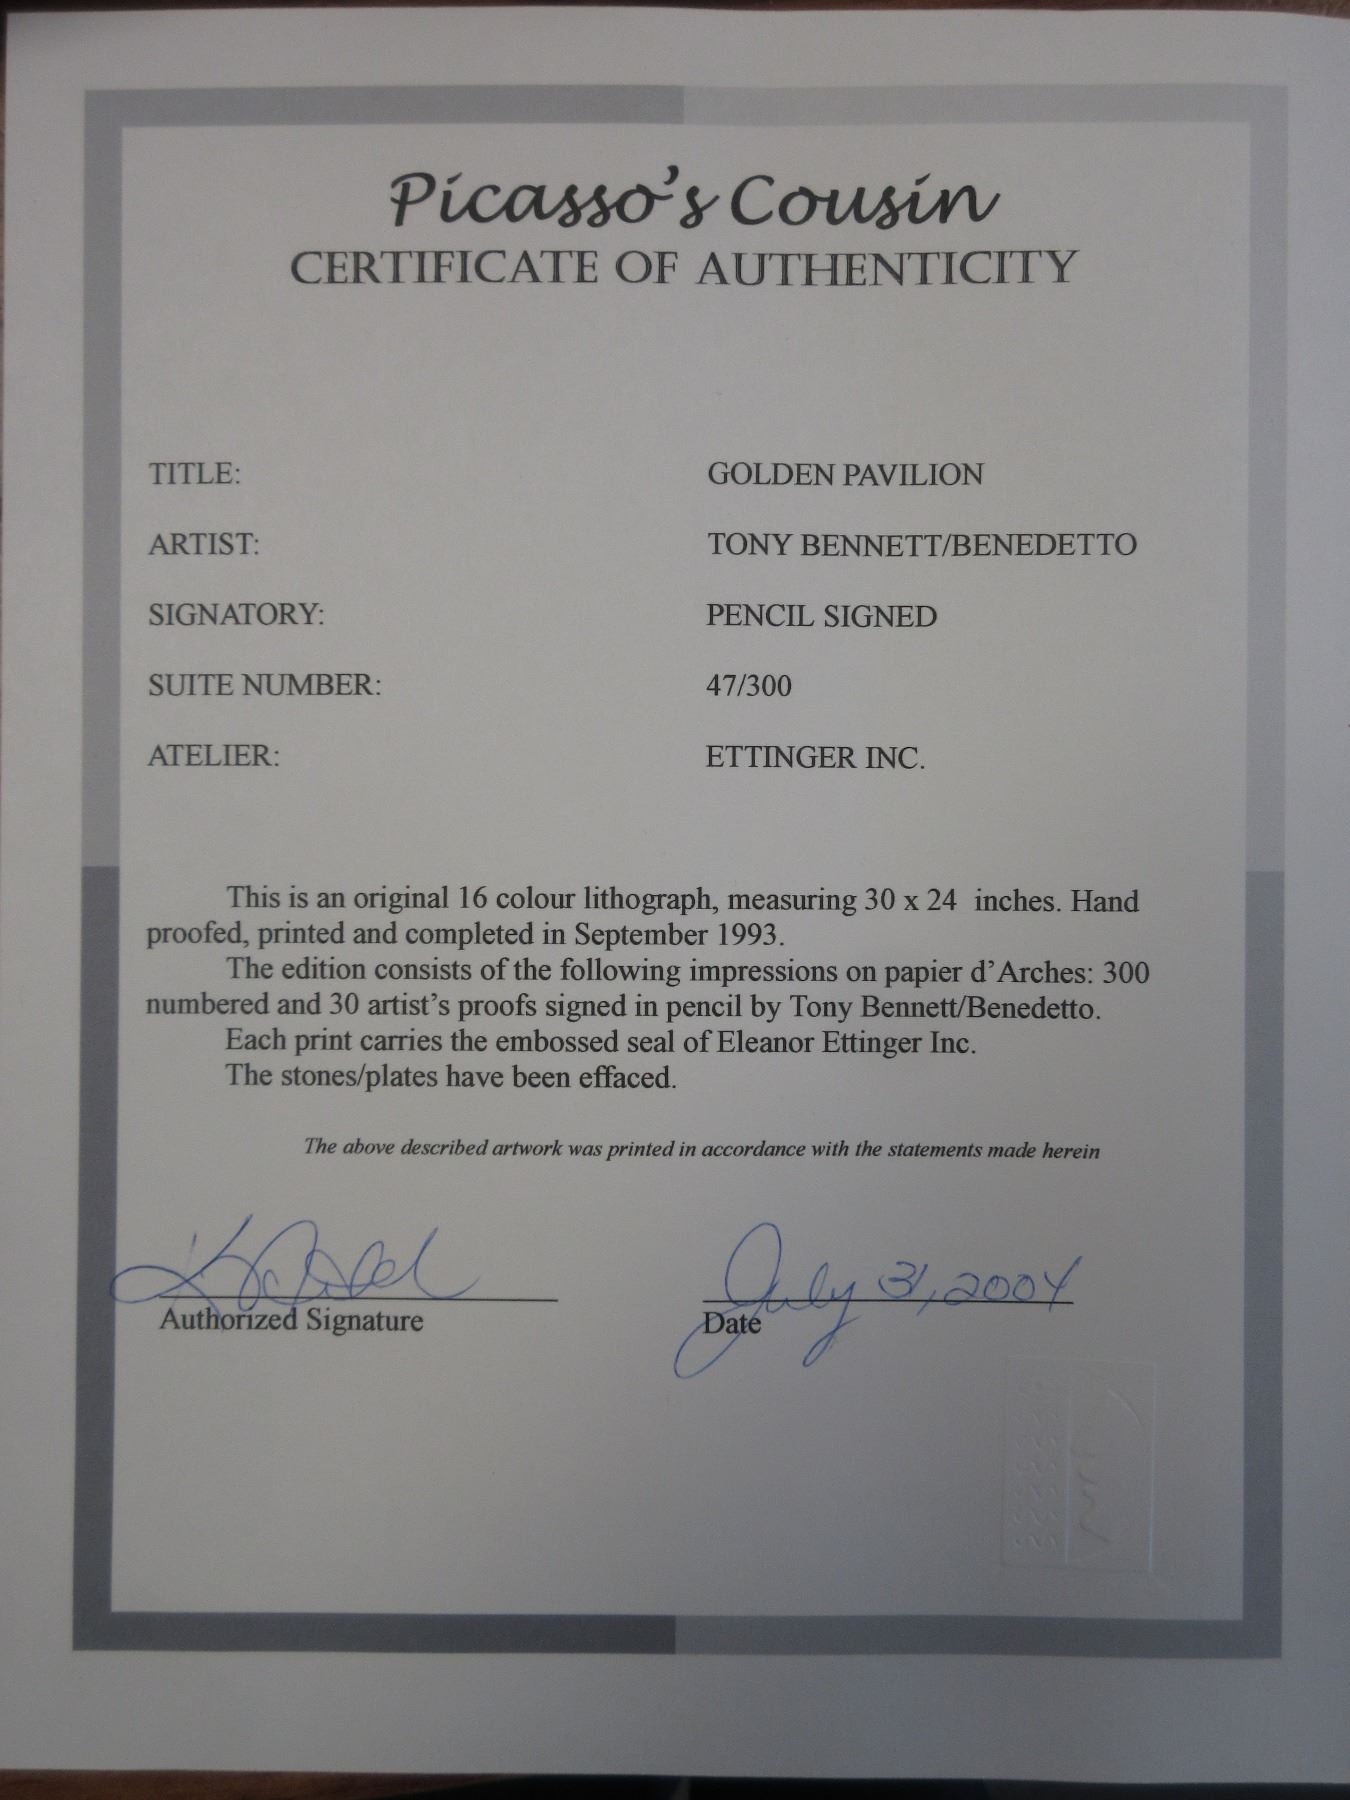 Picasso's Cousin
CERTIFICATE OF AUTHENTICITY
TITLE: GOLDEN PAVILION
ARTIST: TONY BENNETT/BENEDETTO
SIGNATORY: PENCIL SIGNED
SUITE NUMBER: 47/300
ATELIER: ETTINGER INC.
This is an original 16 colour lithograph, measuring 30 x 24 inches. Hand
proofed, printed and completed in September 1993.
The edition consists of the following impressions on papier d'Arches: 300
numbered and 30 artist's proofs signed in pencil by Tony Bennett/Benedetto.
Each print carries the embossed seal of Eleanor Ettinger Inc.
The stones/plates have been effaced.
The above described artwork was printed in accordance with the statements made herein
July 31, 2004
Authorized Signature Date